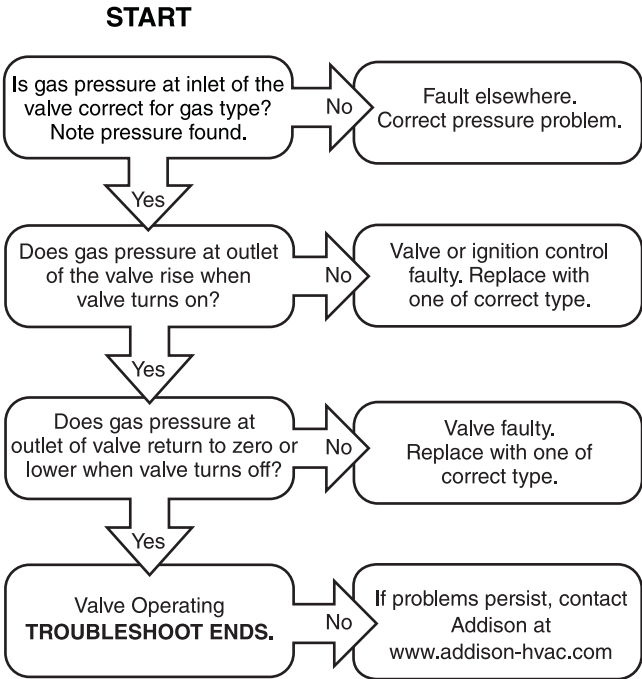 START
Is gas pressure at inlet of the
valve correct for gas type?
Note pressure found.
No
Fault elsewhere.
Correct pressure problem.
Yes
Does gas pressure at outlet
of the valve rise when
valve turns on?
No
Valve or ignition control
faulty. Replace with
one of correct type.
Yes
Does gas pressure at
outlet of valve return to zero or
lower when valve turns off?
No
Valve faulty.
Replace with one of
correct type.
Yes
Valve Operating
TROUBLESHOOT ENDS.
No
If problems persist, contact
Addison at
www.addison-hvac.com